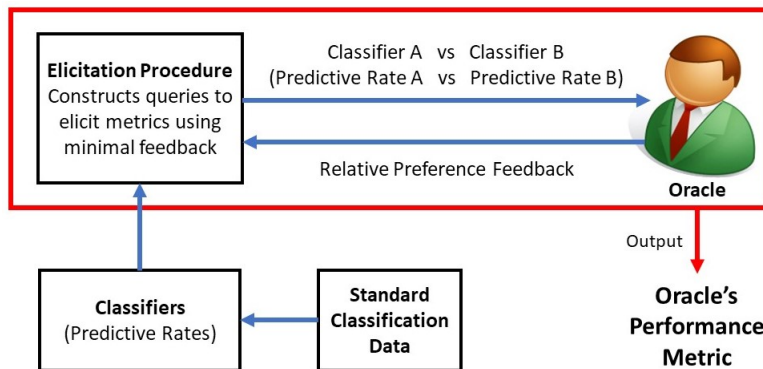 Elicitation Procedure
Constructs queries to
elicit metrics using
minimal feedback
Classifier A vs Classifier B
(Predictive Rate A vs Predictive Rate B)
Relative Preference Feedback
Oracle
Output
Classifiers
(Predictive Rates)
Standard
Classification
Data
Oracle’s
Performance
Metric